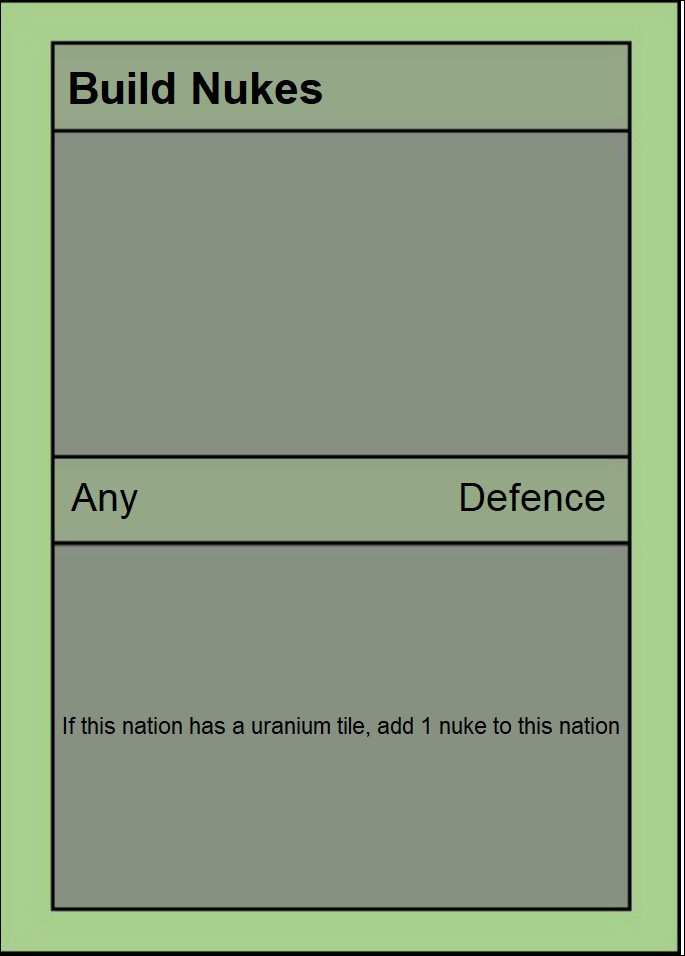 Build Nukes
Any
Defence
If this nation has a uranium tile, add 1 nuke to this nation